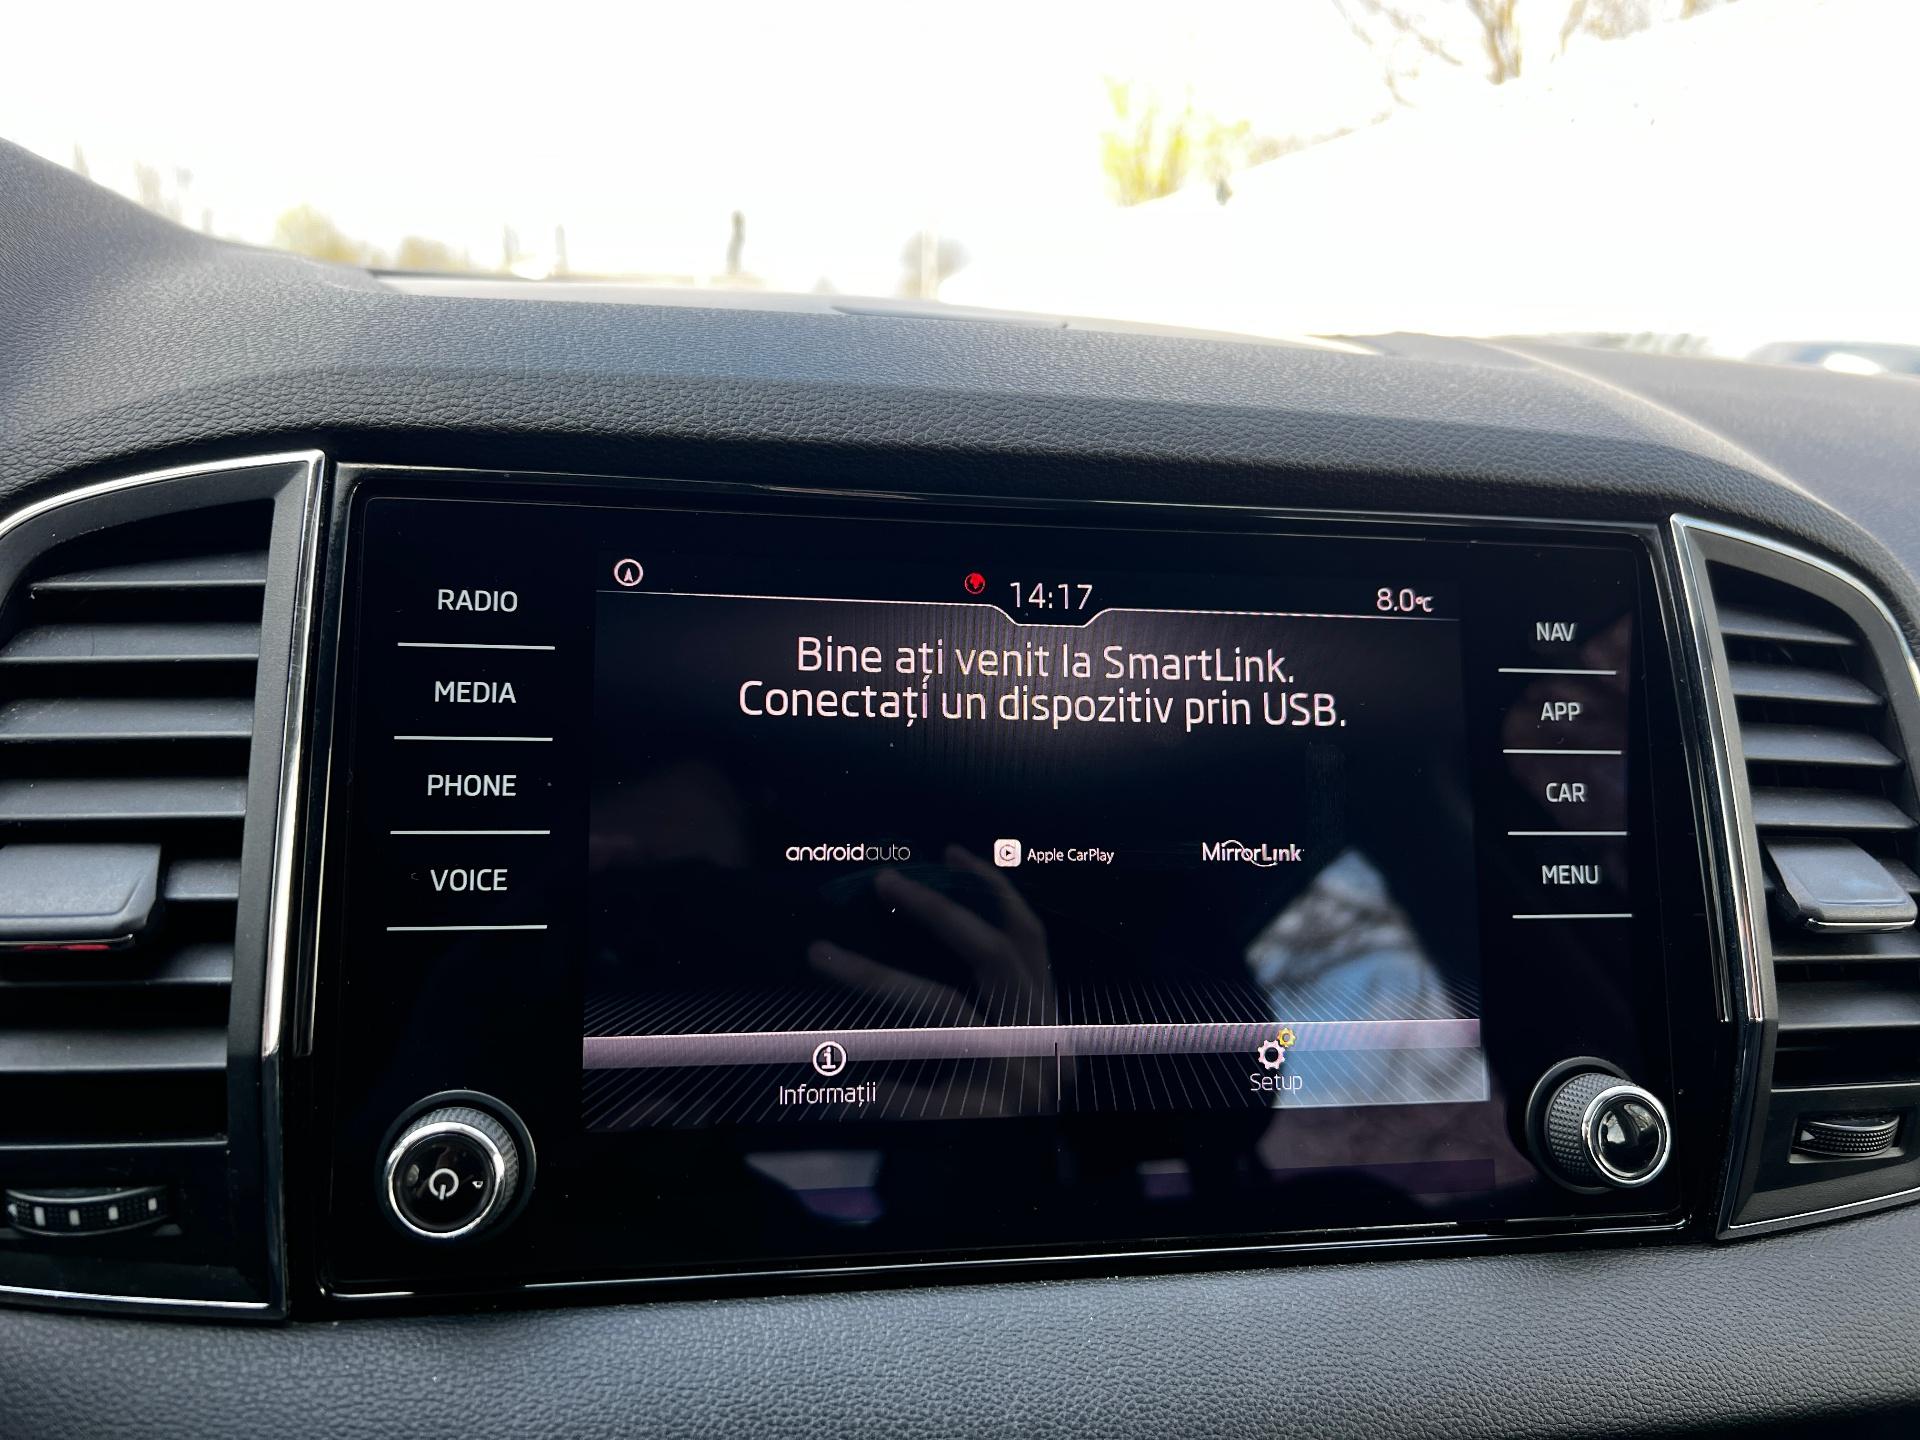 14:17
8.0°C
RADIO
MEDIA
PHONE
VOICE
Bine ați venit la SmartLink.
Conectați un dispozitiv prin USB.
androidauto
Apple CarPlay
MirrorLink
Informații
Setup
NAV
APP
CAR
MENU